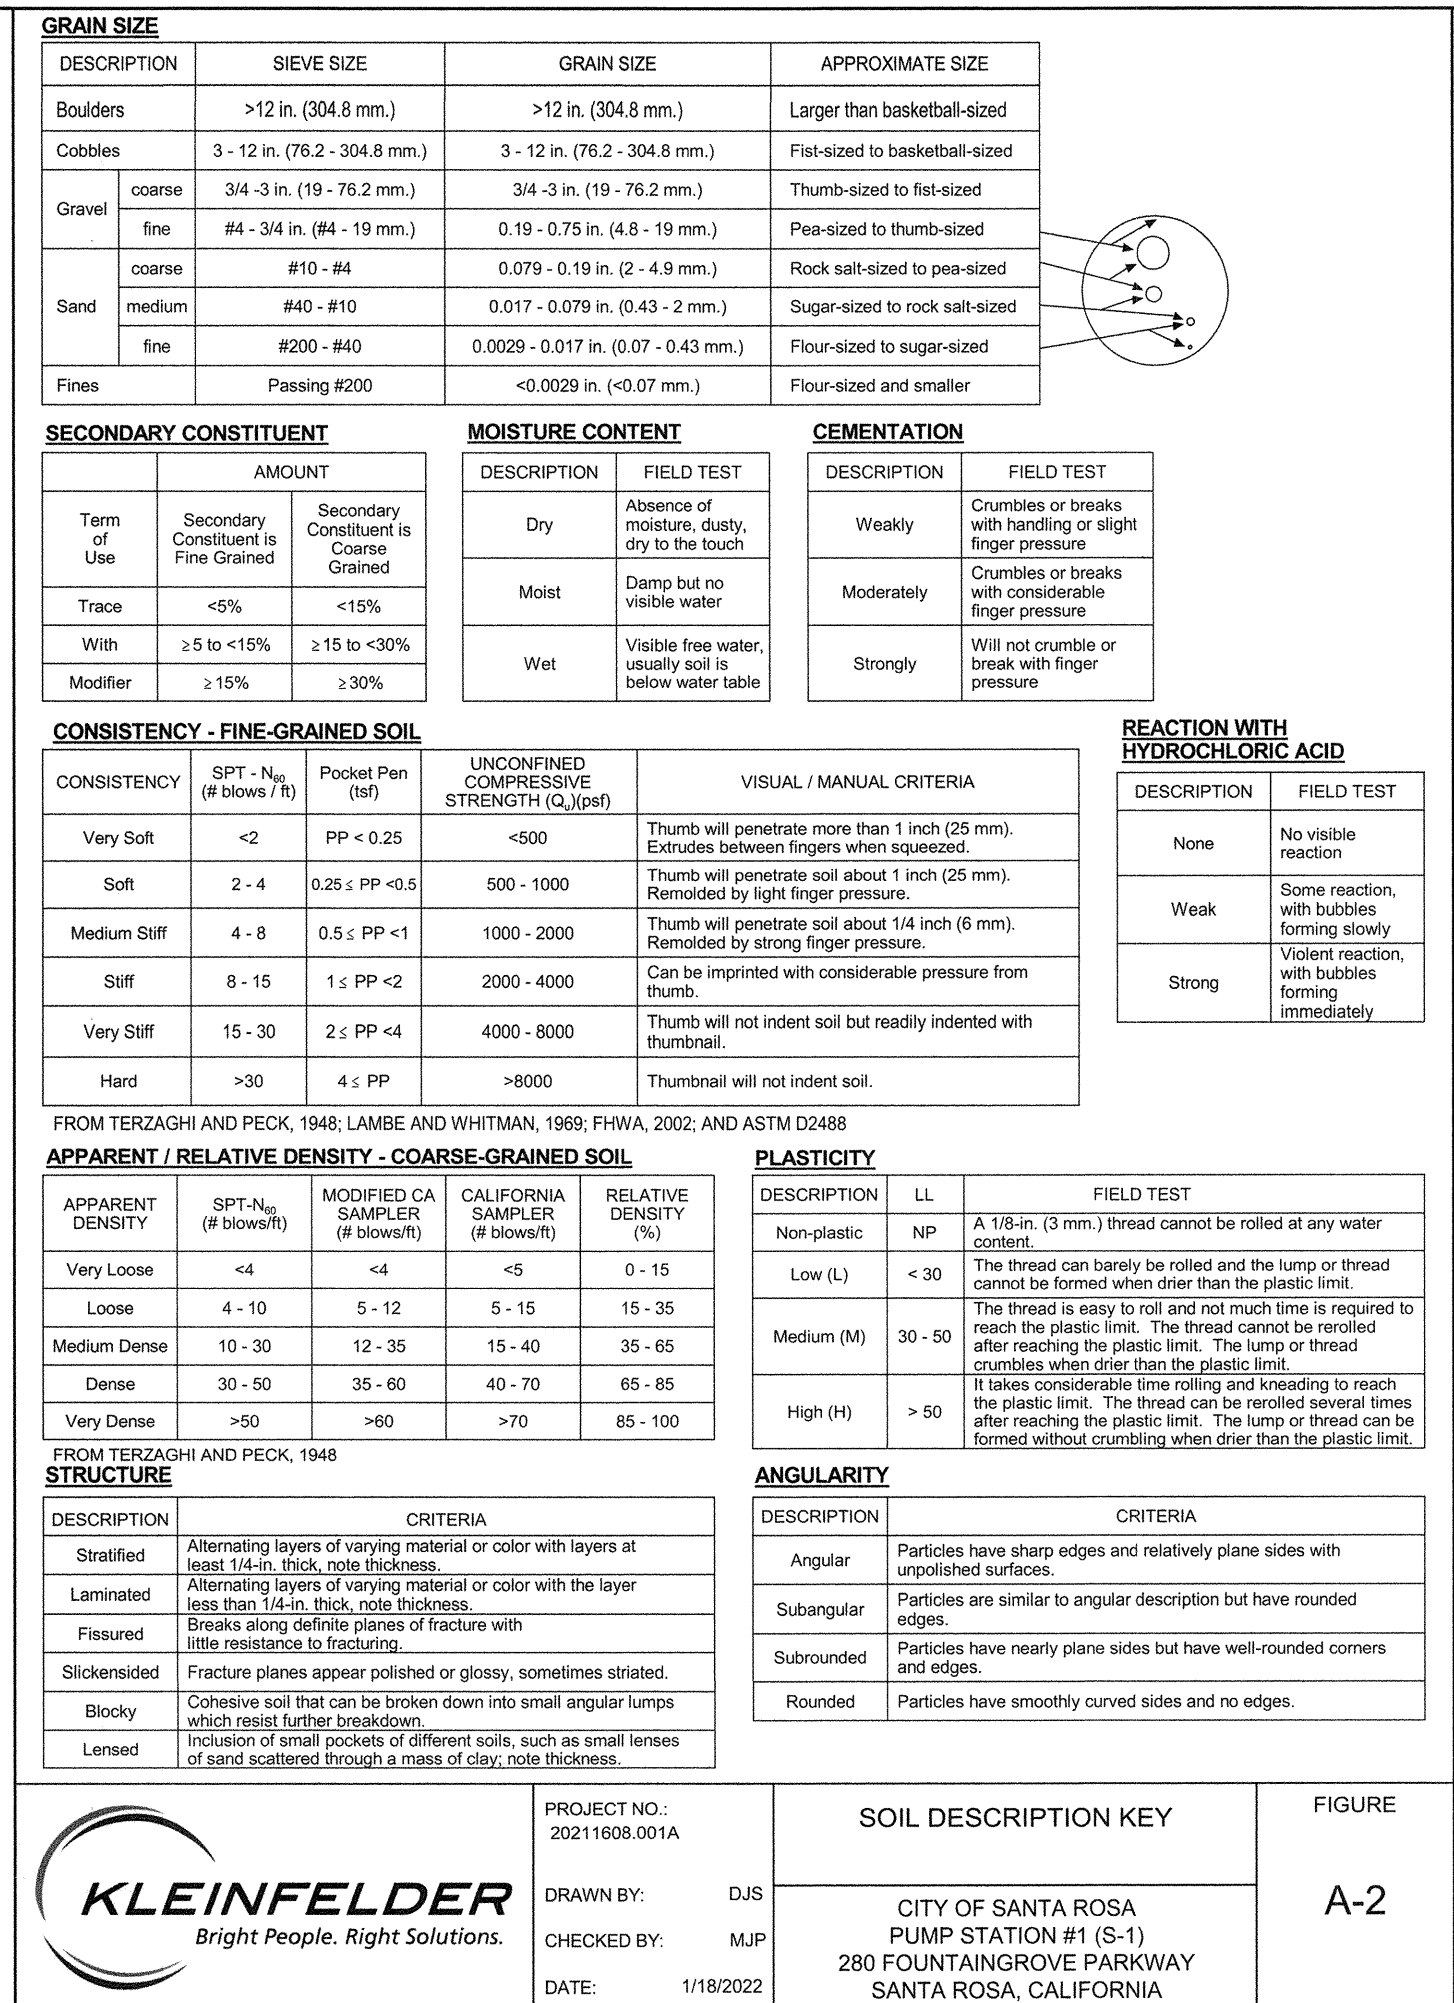 GRAIN SIZE
DESCRIPTION SIEVE SIZE GRAIN SIZE APPROXIMATE SIZE
Boulders >12 in. (304.8 mm.) >12 in. (304.8 mm.) Larger than basketball-sized
Cobbles 3 - 12 in. (76.2 - 304.8 mm.) 3 - 12 in. (76.2 - 304.8 mm.) Fist-sized to basketball-sized
Gravel
coarse 3/4 -3 in. (19 - 76.2 mm.) 3/4 -3 in. (19 - 76.2 mm.) Thumb-sized to fist-sized
fine #4 - 3/4 in. (#4 - 19 mm.) 0.19 - 0.75 in. (4.8 - 19 mm.) Pea-sized to thumb-sized
Sand
coarse #10 - #4 0.079 - 0.19 in. (2 - 4.9 mm.) Rock salt-sized to pea-sized
medium #40 - #10 0.017 - 0.079 in. (0.43 - 2 mm.) Sugar-sized to rock salt-sized
fine #200 - #40 0.0029 - 0.017 in. (0.07 - 0.43 mm.) Flour-sized to sugar-sized
Fines Passing #200 <0.0029 in. (<0.07 mm.) Flour-sized and smaller
SECONDARY CONSTITUENT
AMOUNT
Term
of
Use
Secondary
Constituent is
Fine Grained
Secondary
Constituent is
Coarse
Grained
Trace <5% <15%
With ≥5 to <15% ≥15 to <30%
Modifier ≥15% ≥30%
MOISTURE CONTENT
DESCRIPTION FIELD TEST
Dry
Absence of
moisture, dusty,
dry to the touch
Moist
Damp but no
visible water
Wet
Visible free water,
usually soil is
below water table
CEMENTATION
DESCRIPTION FIELD TEST
Weakly
Crumbles or breaks
with handling or slight
finger pressure
Moderately
Crumbles or breaks
with considerable
finger pressure
Strongly
Will not crumble or
break with finger
pressure
CONSISTENCY - FINE-GRAINED SOIL
CONSISTENCY
SPT - N60
(# blows / ft)
Pocket Pen
(tsf)
UNCONFINED
COMPRESSIVE
STRENGTH (Qu)(psf)
VISUAL / MANUAL CRITERIA
Very Soft <2 PP < 0.25 <500
Thumb will penetrate more than 1 inch (25 mm).
Extrudes between fingers when squeezed.
Soft 2 - 4 0.25 ≤ PP <0.5 500 - 1000
Thumb will penetrate soil about 1 inch (25 mm).
Remolded by light finger pressure.
Medium Stiff 4 - 8 0.5 ≤ PP <1 1000 - 2000
Thumb will penetrate soil about 1/4 inch (6 mm).
Remolded by strong finger pressure.
Stiff 8 - 15 1 ≤ PP <2 2000 - 4000
Can be imprinted with considerable pressure from
thumb.
Very Stiff 15 - 30 2 ≤ PP <4 4000 - 8000
Thumb will not indent soil but readily indented with
thumbnail.
Hard >30 4 ≤ PP >8000 Thumbnail will not indent soil.
FROM TERZAGHI AND PECK, 1948; LAMBE AND WHITMAN, 1969; FHWA, 2002; AND ASTM D2488
REACTION WITH
HYDROCHLORIC ACID
DESCRIPTION FIELD TEST
None
No visible
reaction
Weak
Some reaction,
with bubbles
forming slowly
Strong
Violent reaction,
with bubbles
forming
immediately
APPARENT / RELATIVE DENSITY - COARSE-GRAINED SOIL
APPARENT
DENSITY
SPT-N60
(# blows/ft)
MODIFIED CA
SAMPLER
(# blows/ft)
CALIFORNIA
SAMPLER
(# blows/ft)
RELATIVE
DENSITY
(%)
Very Loose <4 <4 <5 0 - 15
Loose 4 - 10 5 - 12 5 - 15 15 - 35
Medium Dense 10 - 30 12 - 35 15 - 40 35 - 65
Dense 30 - 50 35 - 60 40 - 70 65 - 85
Very Dense >50 >60 >70 85 - 100
FROM TERZAGHI AND PECK, 1948
PLASTICITY
DESCRIPTION LL FIELD TEST
Non-plastic NP
A 1/8-in. (3 mm.) thread cannot be rolled at any water
content.
Low (L) < 30
The thread can barely be rolled and the lump or thread
cannot be formed when drier than the plastic limit.
Medium (M) 30 - 50
The thread is easy to roll and not much time is required to
reach the plastic limit. The thread cannot be rerolled
after reaching the plastic limit. The lump or thread
crumbles when drier than the plastic limit.
High (H) > 50
It takes considerable time rolling and kneading to reach
the plastic limit. The thread can be rerolled several times
after reaching the plastic limit. The lump or thread can be
formed without crumbling when drier than the plastic limit.
STRUCTURE
DESCRIPTION CRITERIA
Stratified
Alternating layers of varying material or color with layers at
least 1/4-in. thick, note thickness.
Laminated
Alternating layers of varying material or color with the layer
less than 1/4-in. thick, note thickness.
Fissured
Breaks along definite planes of fracture with
little resistance to fracturing.
Slickensided Fracture planes appear polished or glossy, sometimes striated.
Blocky
Cohesive soil that can be broken down into small angular lumps
which resist further breakdown.
Lensed
Inclusion of small pockets of different soils, such as small lenses
of sand scattered through a mass of clay; note thickness.
ANGULARITY
DESCRIPTION CRITERIA
Angular
Particles have sharp edges and relatively plane sides with
unpolished surfaces.
Subangular
Particles are similar to angular description but have rounded
edges.
Subrounded
Particles have nearly plane sides but have well-rounded corners
and edges.
Rounded Particles have smoothly curved sides and no edges.
KLEINFELDER
Bright People. Right Solutions.
PROJECT NO.:
20211608.001A
DRAWN BY: DJS
CHECKED BY: MJP
DATE: 1/18/2022
SOIL DESCRIPTION KEY
CITY OF SANTA ROSA
PUMP STATION #1 (S-1)
280 FOUNTAINGROVE PARKWAY
SANTA ROSA, CALIFORNIA
FIGURE
A-2